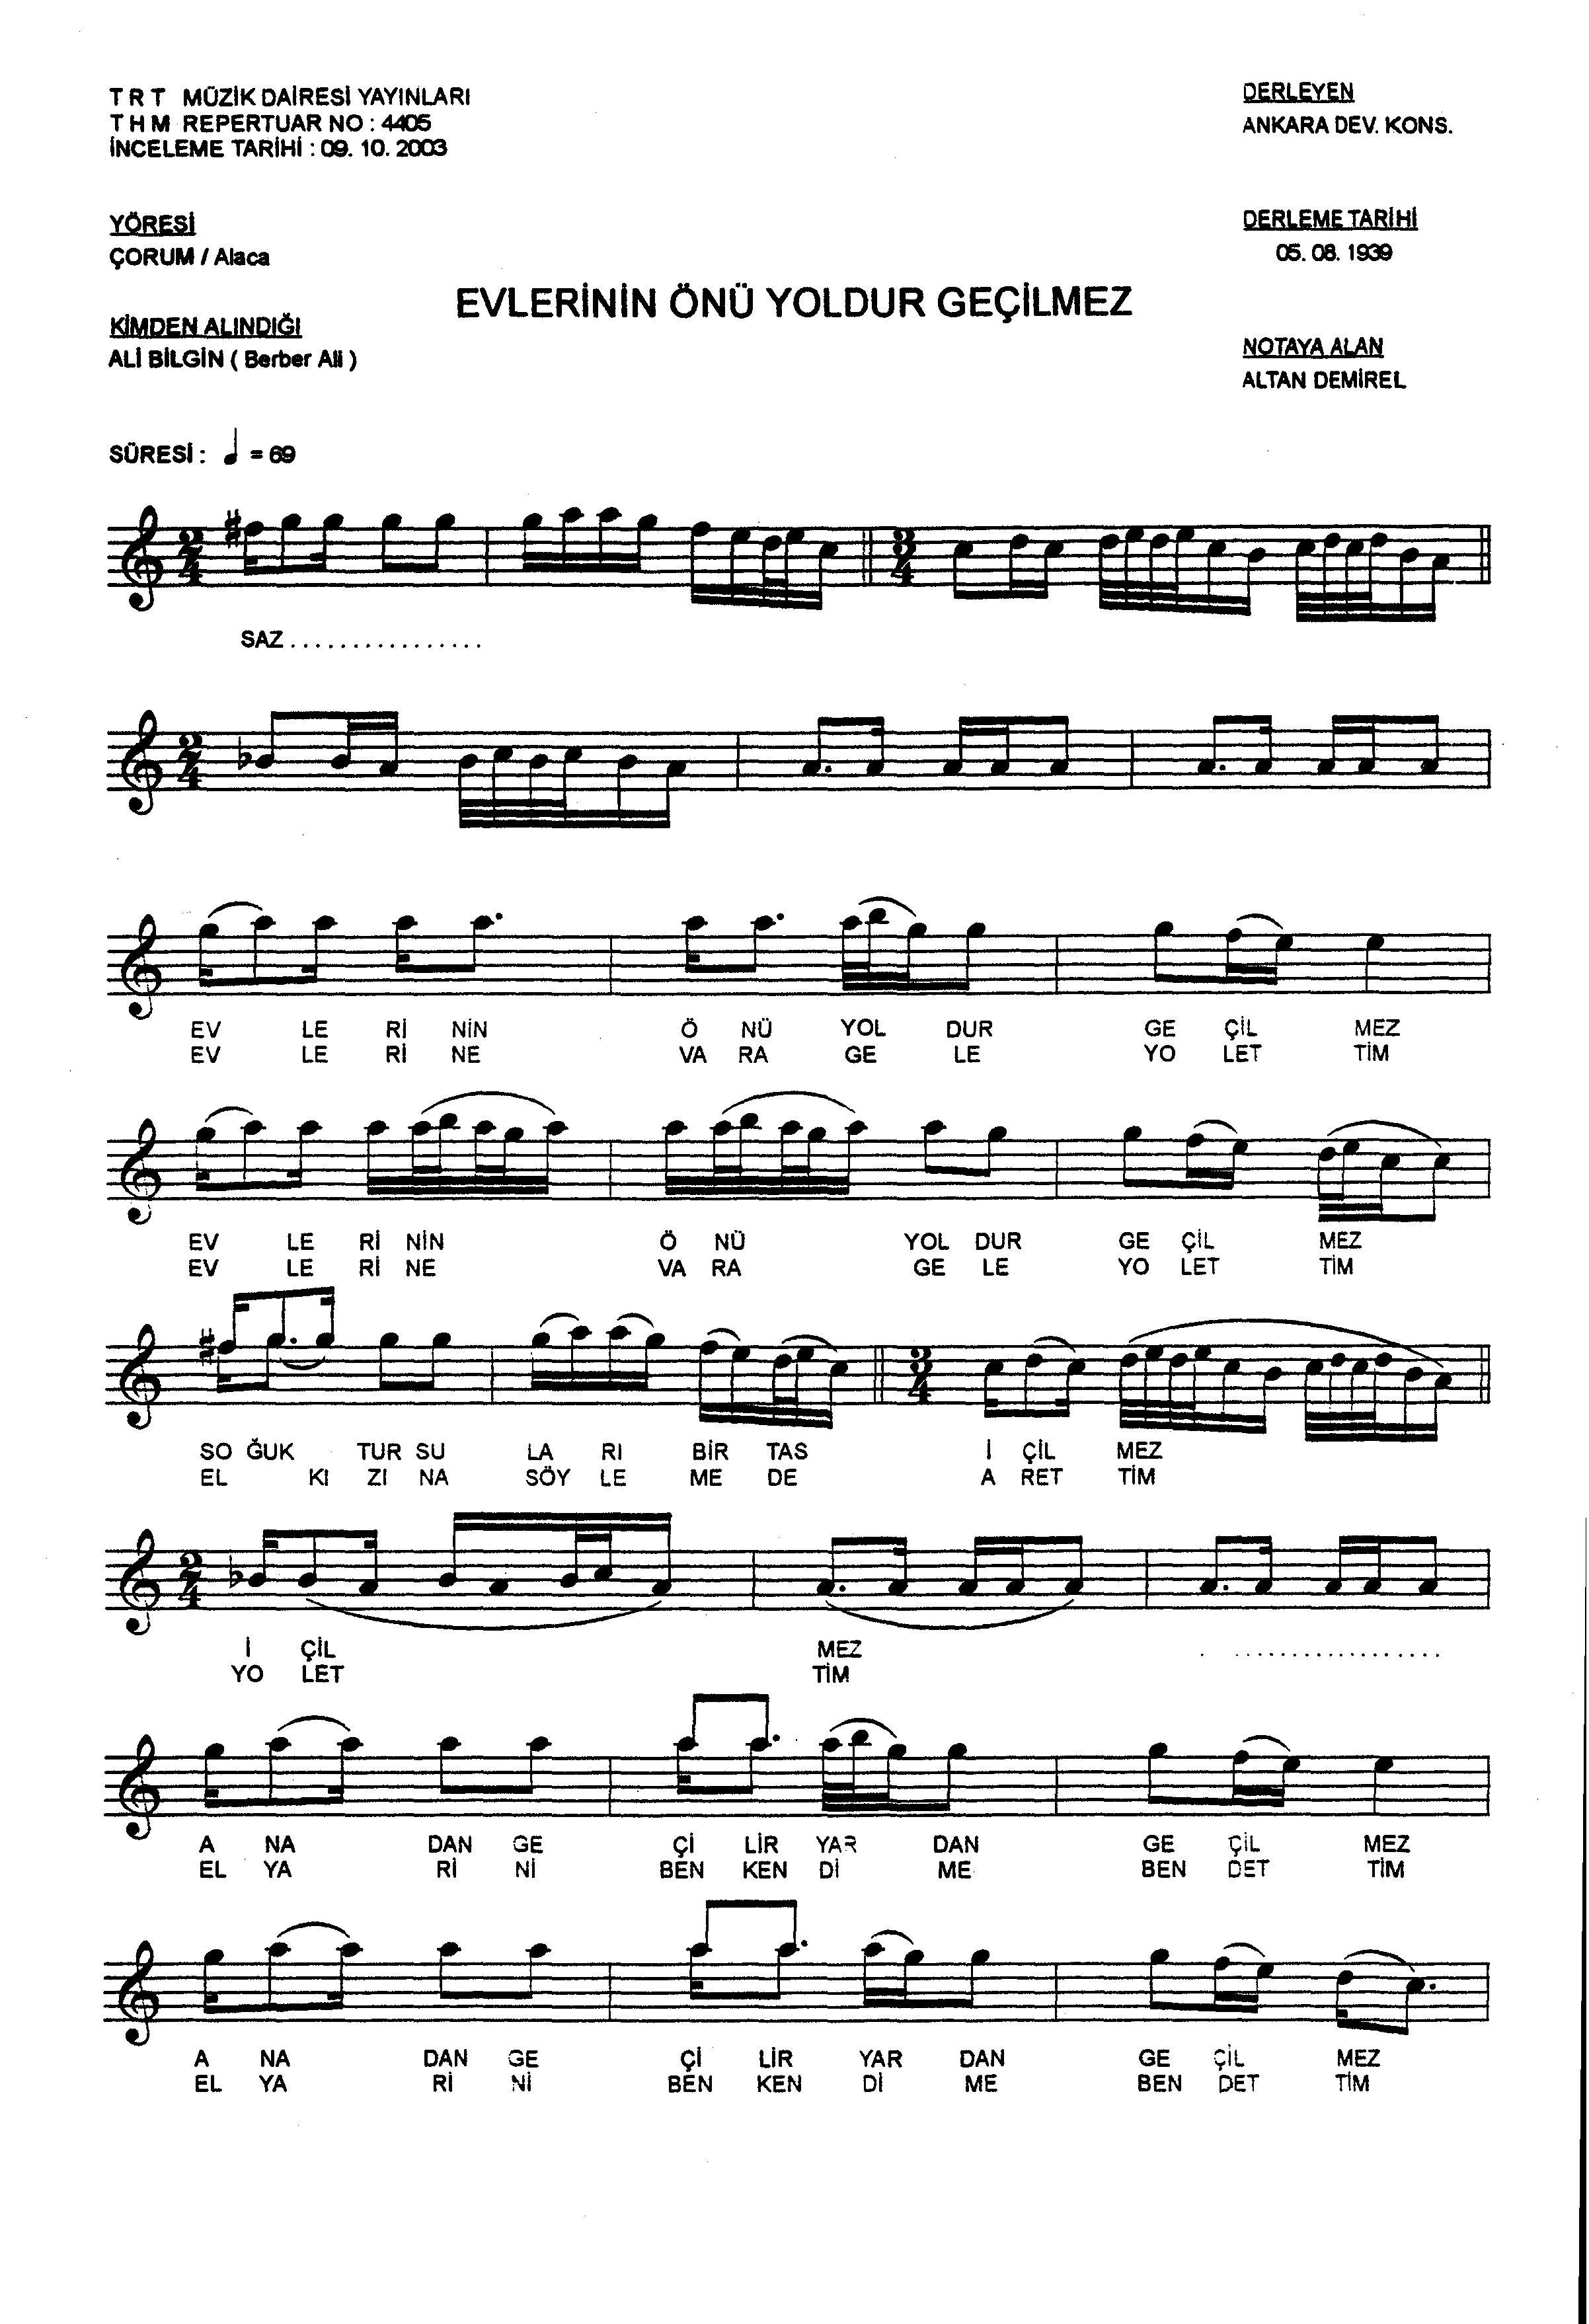 TRT MÜZİK DAİRESİ YAYINLARI
THM REPERTUAR NO : 4405
İNCELEME TARİHİ : 09. 10. 2003
DERLEYEN
ANKARA DEV. KONS.
YÖRESİ
ÇORUM / Alaca
DERLEME TARİHİ
05. 08. 1939
EVLERİNİN ÖNÜ YOLDUR GEÇİLMEZ
KİMDEN ALINDIĞI
ALİ BİLGİN ( Berber Ali )
NOTAYA ALAN
ALTAN DEMİREL
SÜRESİ : ♩ = 69
2/4 3/4
SAZ . . . . . . . . . . . . . . . .
2/4
EV LE Rİ NİN Ö NÜ YOL DUR GE ÇİL MEZ
EV LE Rİ NE VA RA GE LE YO LET TİM
EV LE Rİ NİN Ö NÜ YOL DUR GE ÇİL MEZ
EV LE Rİ NE VA RA GE LE YO LET TİM
3/4
SO ĞUK TUR SU LA RI BİR TAS İ ÇİL MEZ
EL KI ZI NA SÖY LE ME DE A RET TİM
2/4
İ ÇİL MEZ . . . . . . . . . . . . . . . . . .
YO LET TİM
A NA DAN GE Çİ LİR YAR DAN GE ÇİL MEZ
EL YA Rİ Nİ BEN KEN Dİ ME BEN DET TİM
A NA DAN GE Çİ LİR YAR DAN GE ÇİL MEZ
EL YA Rİ Nİ BEN KEN Dİ ME BEN DET TİM